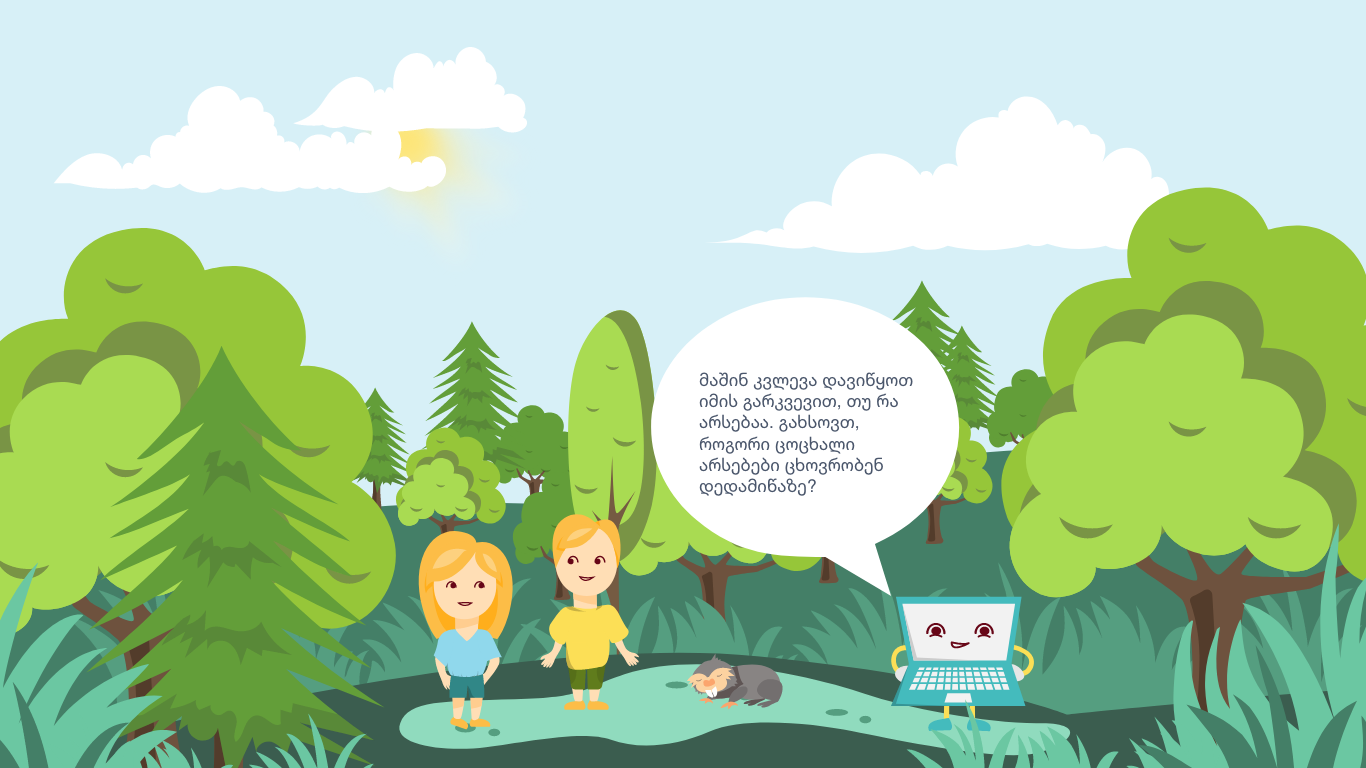 მაშინ კვლევა დავიწყოთ
იმის გარკვევით, თუ რა
არსებაა. გახსოვთ,
როგორი ცოცხალი
არსებები ცხოვრობენ
დედამიწაზე?